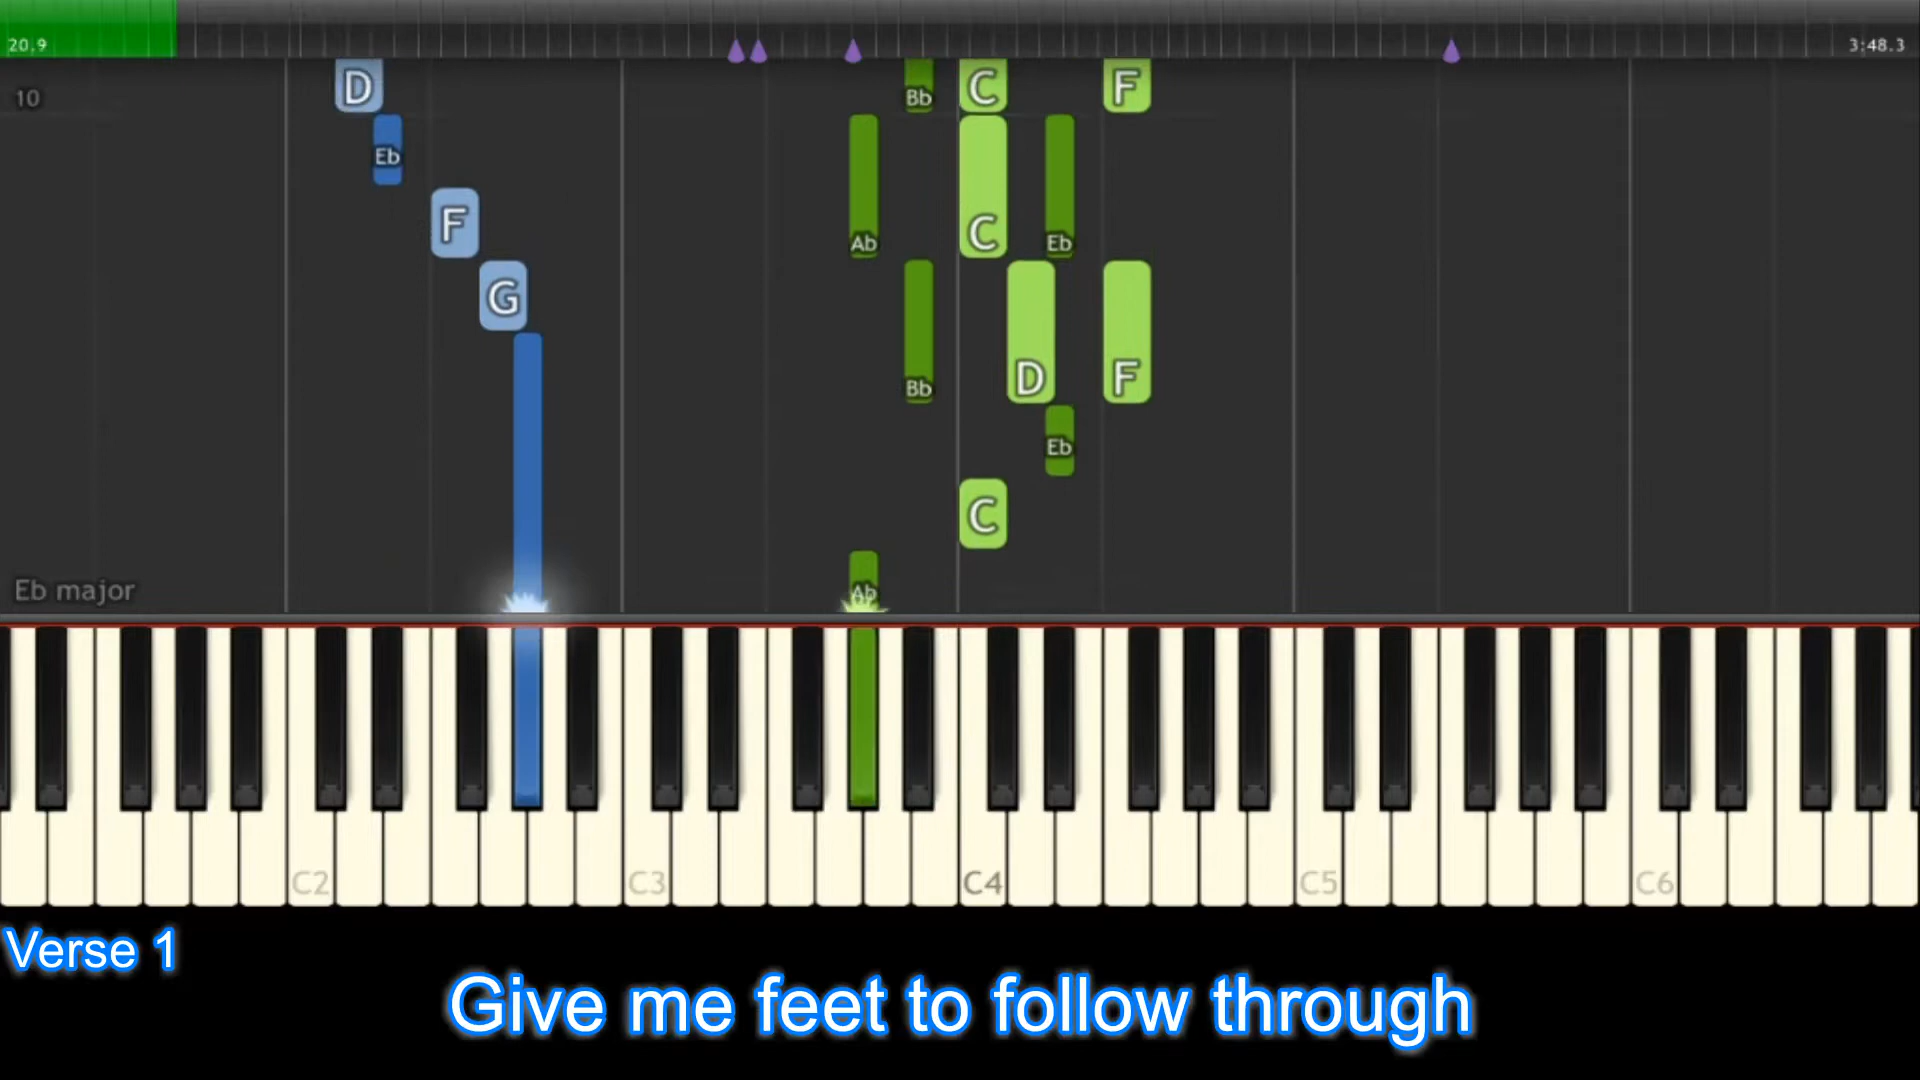 20.9
3:48.3
D
Bb
C
F
10
Eb
F
Ab
C
Eb
G
Bb
D
F
Eb
C
Eb major
Ab
C2
C3
C4
C5
C6
Verse 1
Give me feet to follow through